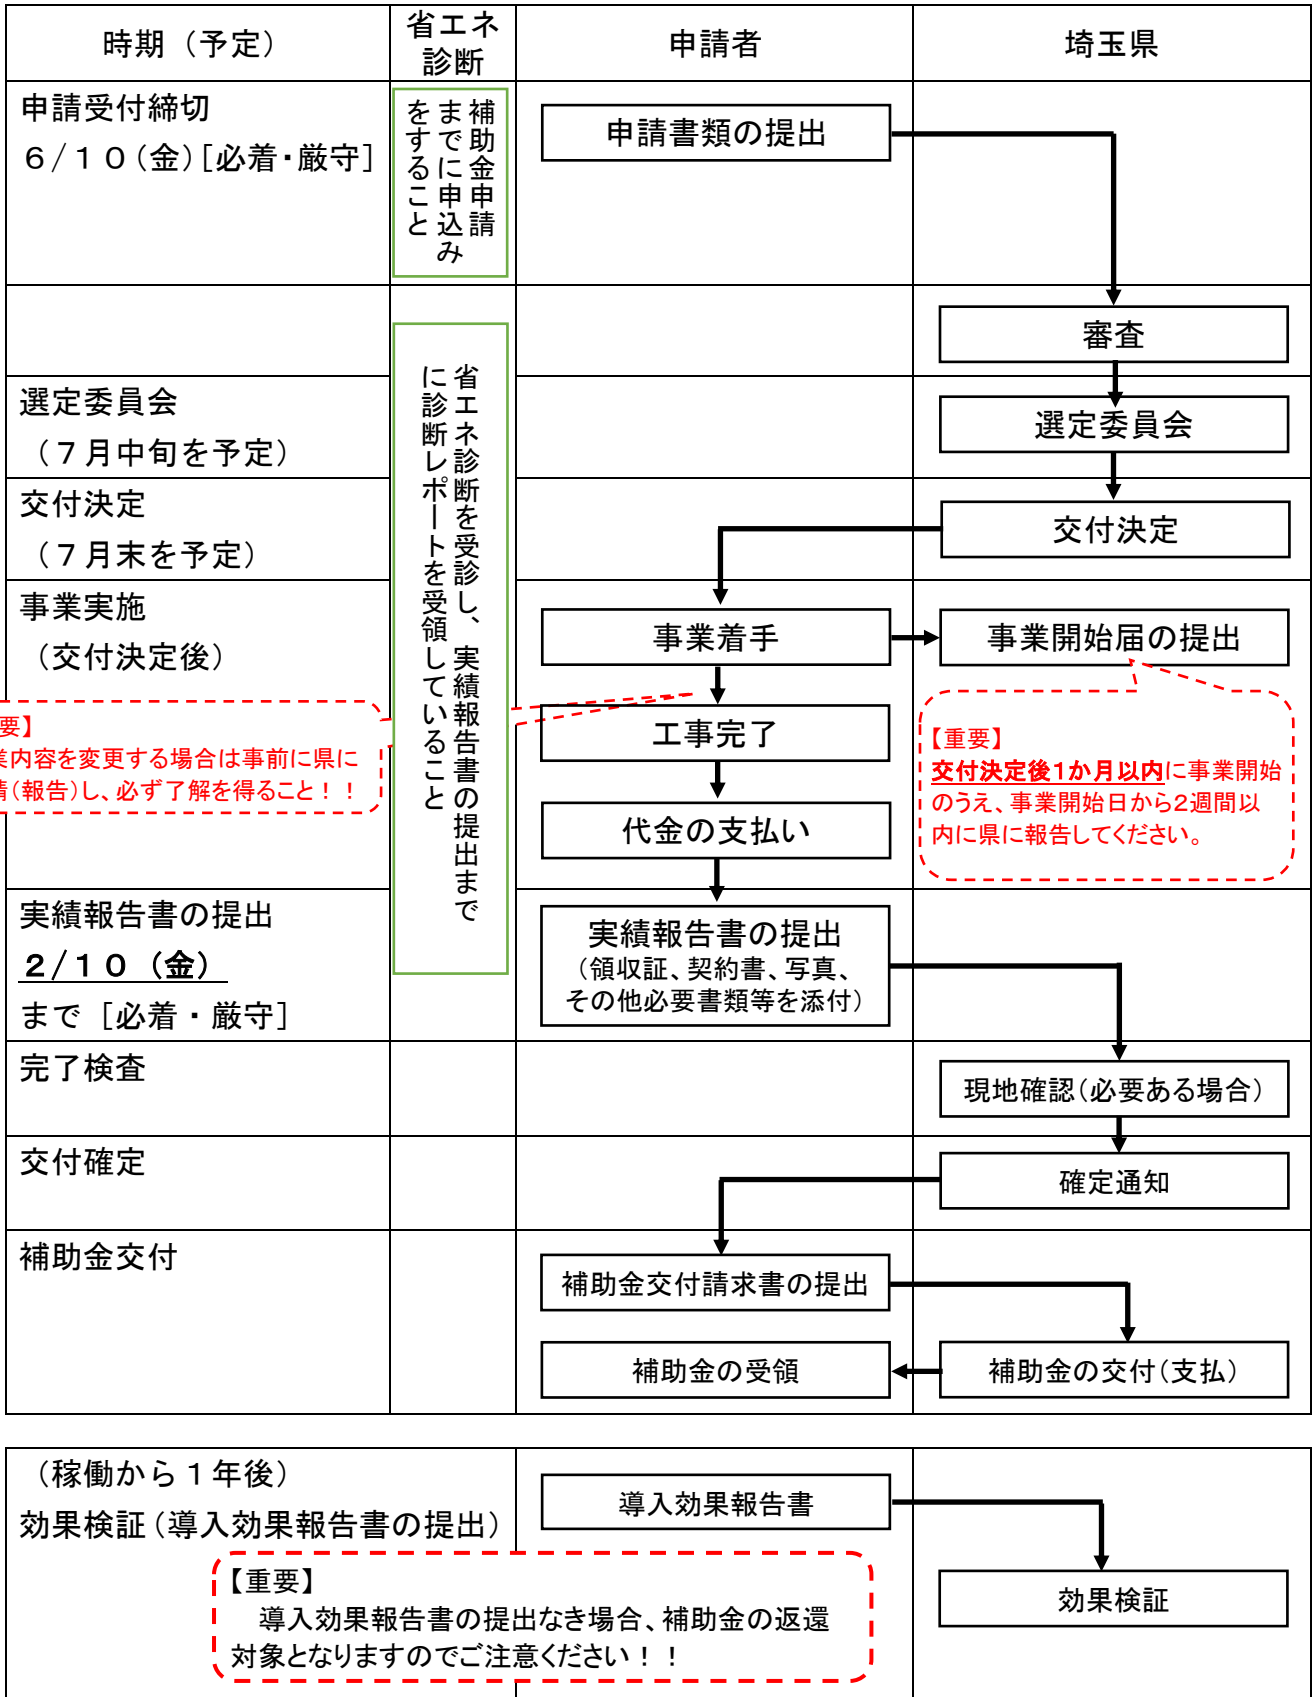 時期（予定）
省エネ
診断
申請者
埼玉県
申請受付締切
６/１０(金)[必着・厳守]
補助金申請
までに申込み
をすること
申請書類の提出
審査
省エネ診断を受診し、実績報告書の提出まで
に診断レポートを受領していること
選定委員会
（７月中旬を予定）
選定委員会
交付決定
（７月末を予定）
交付決定
事業実施
（交付決定後）
事業着手
事業開始届の提出
要】
業内容を変更する場合は事前に県に
請(報告)し、必ず了解を得ること！！
工事完了
【重要】
交付決定後1か月以内に事業開始
のうえ、事業開始日から2週間以
内に県に報告してください。
代金の支払い
実績報告書の提出
２/１０（金）
まで［必着・厳守］
実績報告書の提出
（領収証、契約書、写真、
その他必要書類等を添付）
完了検査
現地確認(必要ある場合)
交付確定
確定通知
補助金交付
補助金交付請求書の提出
補助金の受領
補助金の交付(支払)
（稼働から１年後）
効果検証(導入効果報告書の提出)
導入効果報告書
【重要】
導入効果報告書の提出なき場合、補助金の返還
対象となりますのでご注意ください！！
効果検証